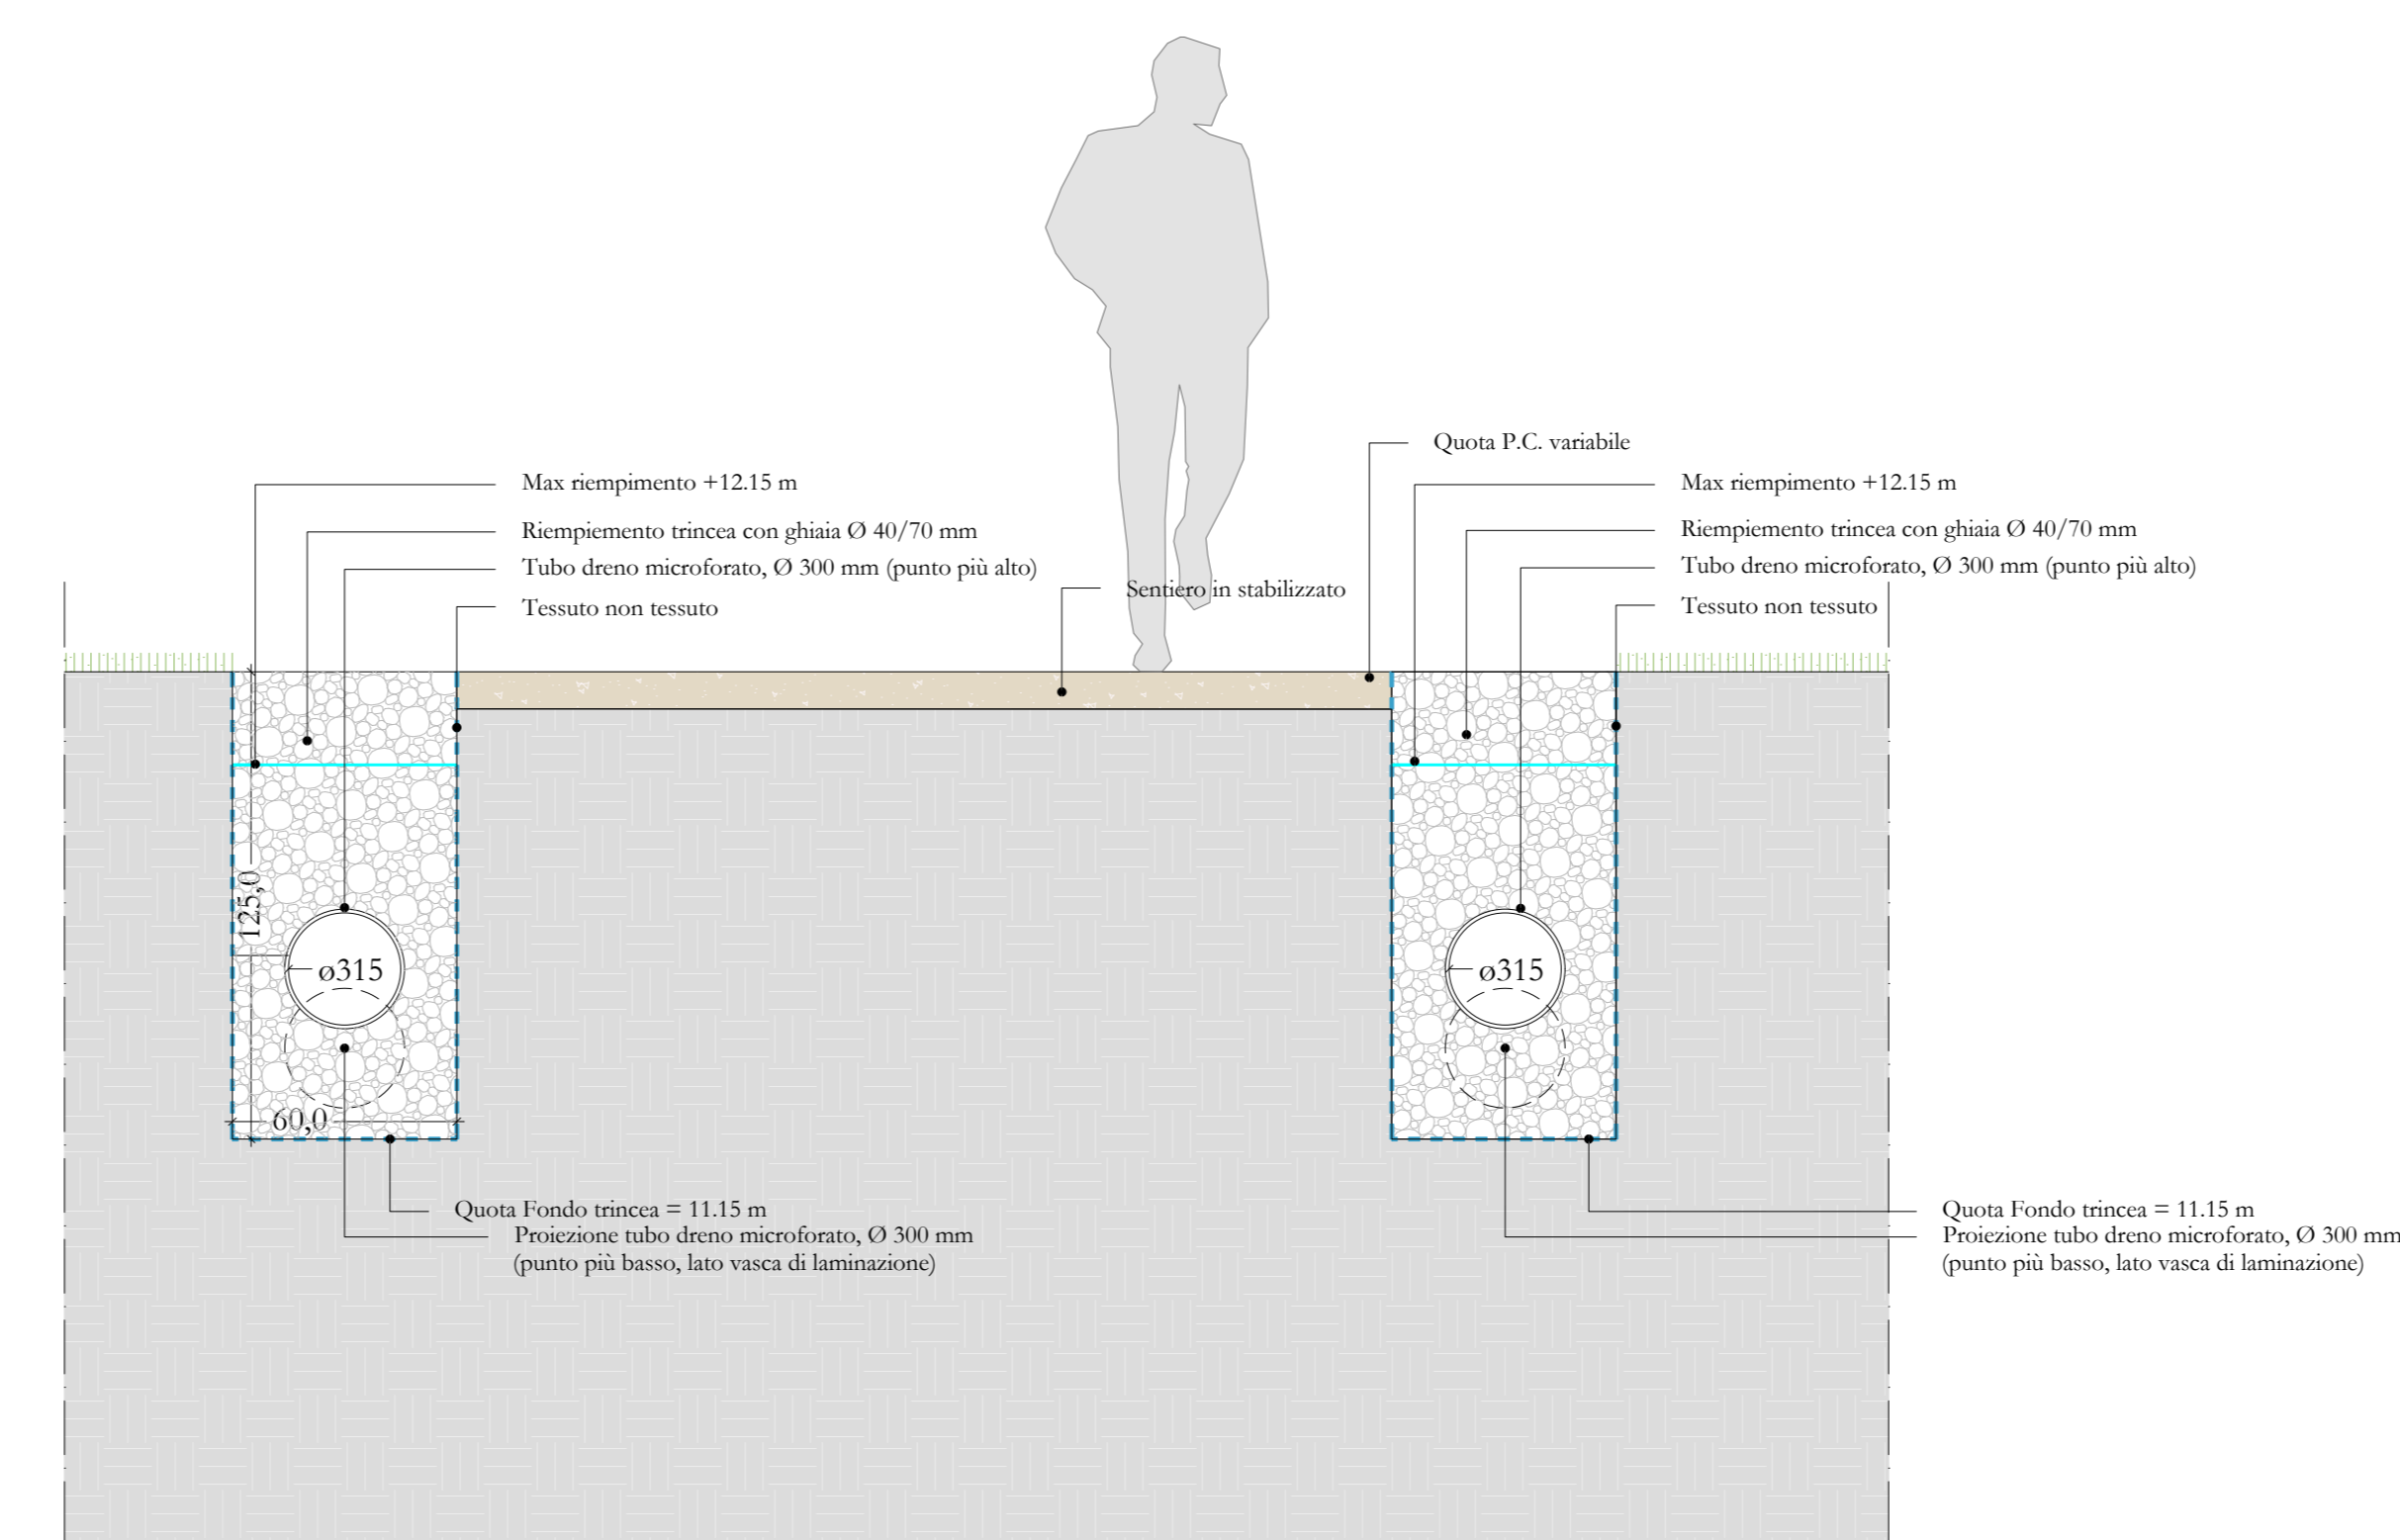 Quota P.C. variabile
Max riempimento +12.15 m
Riempiemento trincea con ghiaia Ø 40/70 mm
Tubo dreno microforato, Ø 300 mm (punto più alto)
Tessuto non tessuto
Sentiero in stabilizzato
Max riempimento +12.15 m
Riempiemento trincea con ghiaia Ø 40/70 mm
Tubo dreno microforato, Ø 300 mm (punto più alto)
Tessuto non tessuto
125,0
ø315
ø315
60,0
Quota Fondo trincea = 11.15 m
Proiezione tubo dreno microforato, Ø 300 mm
(punto più basso, lato vasca di laminazione)
Quota Fondo trincea = 11.15 m
Proiezione tubo dreno microforato, Ø 300 mm
(punto più basso, lato vasca di laminazione)